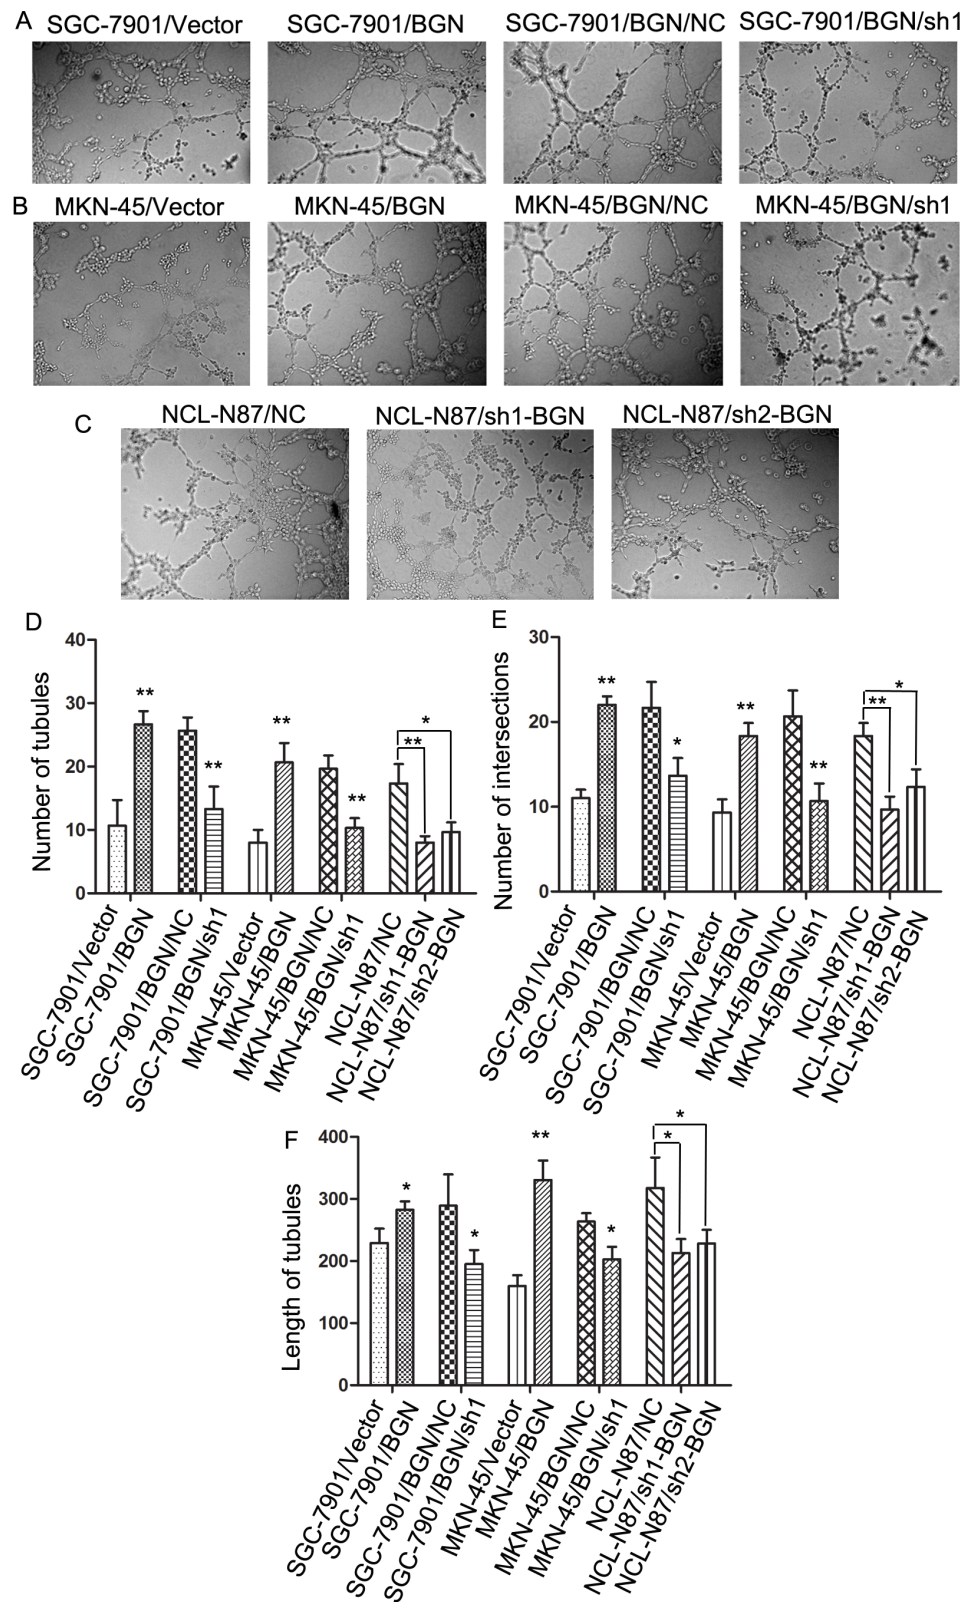 A SGC-7901/Vector SGC-7901/BGN SGC-7901/BGN/NC SGC-7901/BGN/sh1
B MKN-45/Vector MKN-45/BGN MKN-45/BGN/NC MKN-45/BGN/sh1
C NCL-N87/NC NCL-N87/sh1-BGN NCL-N87/sh2-BGN
D
Number of tubules
40
30
20
10
0
** ** ** ** ** *
SGC-7901/Vector
SGC-7901/BGN
SGC-7901/BGN/NC
SGC-7901/BGN/sh1
MKN-45/Vector
MKN-45/BGN
MKN-45/BGN/NC
MKN-45/BGN/sh1
NCL-N87/NC
NCL-N87/sh1-BGN
NCL-N87/sh2-BGN
E
Number of intersections
30
20
10
0
** * ** ** ** *
SGC-7901/Vector
SGC-7901/BGN
SGC-7901/BGN/NC
SGC-7901/BGN/sh1
MKN-45/Vector
MKN-45/BGN
MKN-45/BGN/NC
MKN-45/BGN/sh1
NCL-N87/NC
NCL-N87/sh1-BGN
NCL-N87/sh2-BGN
F
Length of tubules
400
300
200
100
0
* * ** * * *
SGC-7901/Vector
SGC-7901/BGN
SGC-7901/BGN/NC
SGC-7901/BGN/sh1
MKN-45/Vector
MKN-45/BGN
MKN-45/BGN/NC
MKN-45/BGN/sh1
NCL-N87/NC
NCL-N87/sh1-BGN
NCL-N87/sh2-BGN